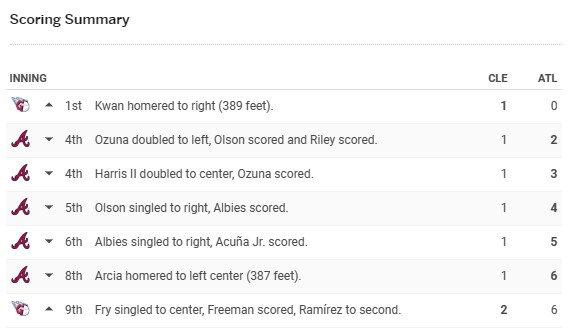 Scoring Summary
INNING CLE ATL
1st Kwan homered to right (389 feet). 1 0
4th Ozuna doubled to left, Olson scored and Riley scored. 1 2
4th Harris II doubled to center, Ozuna scored. 1 3
5th Olson singled to right, Albies scored. 1 4
6th Albies singled to right, Acuña Jr. scored. 1 5
8th Arcia homered to left center (387 feet). 1 6
9th Fry singled to center, Freeman scored, Ramírez to second. 2 6